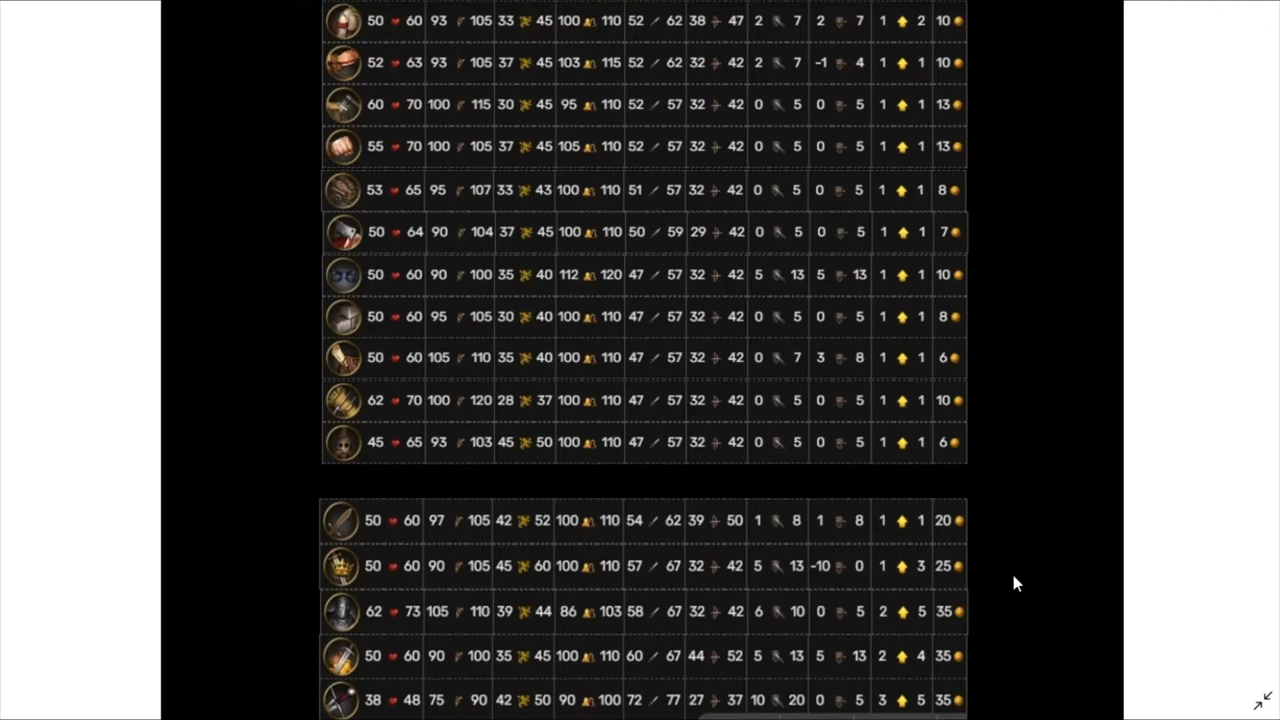 50 60 93 105 33 45 100 110 52 62 38 47 2 7 2 7 1 2 10
52 63 93 105 37 45 103 115 52 62 32 42 2 7 -1 4 1 1 10
60 70 100 115 30 45 95 110 52 57 32 42 0 5 0 5 1 1 13
55 70 100 105 37 45 105 110 52 57 32 42 0 5 0 5 1 1 13
53 65 95 107 33 43 100 110 51 57 32 42 0 5 0 5 1 1 8
50 64 90 104 37 45 100 110 50 59 29 42 0 5 0 5 1 1 7
50 60 90 100 35 40 112 120 47 57 32 42 5 13 5 13 1 1 10
50 60 95 105 30 40 100 110 47 57 32 42 0 5 0 5 1 1 8
50 60 105 110 35 40 100 110 47 57 32 42 0 7 3 8 1 1 6
62 70 100 120 28 37 100 110 47 57 32 42 0 5 0 5 1 1 10
45 65 93 103 45 50 100 110 47 57 32 42 0 5 0 5 1 1 6
50 60 97 105 42 52 100 110 54 62 39 50 1 8 1 8 1 1 20
50 60 90 105 45 60 100 110 57 67 32 42 5 13 -10 0 1 3 25
62 73 105 110 39 44 86 103 58 67 32 42 6 10 0 5 2 5 35
50 60 90 100 35 45 100 110 60 67 44 52 5 13 5 13 2 4 35
38 48 75 90 42 50 90 100 72 77 27 37 10 20 0 5 3 5 35